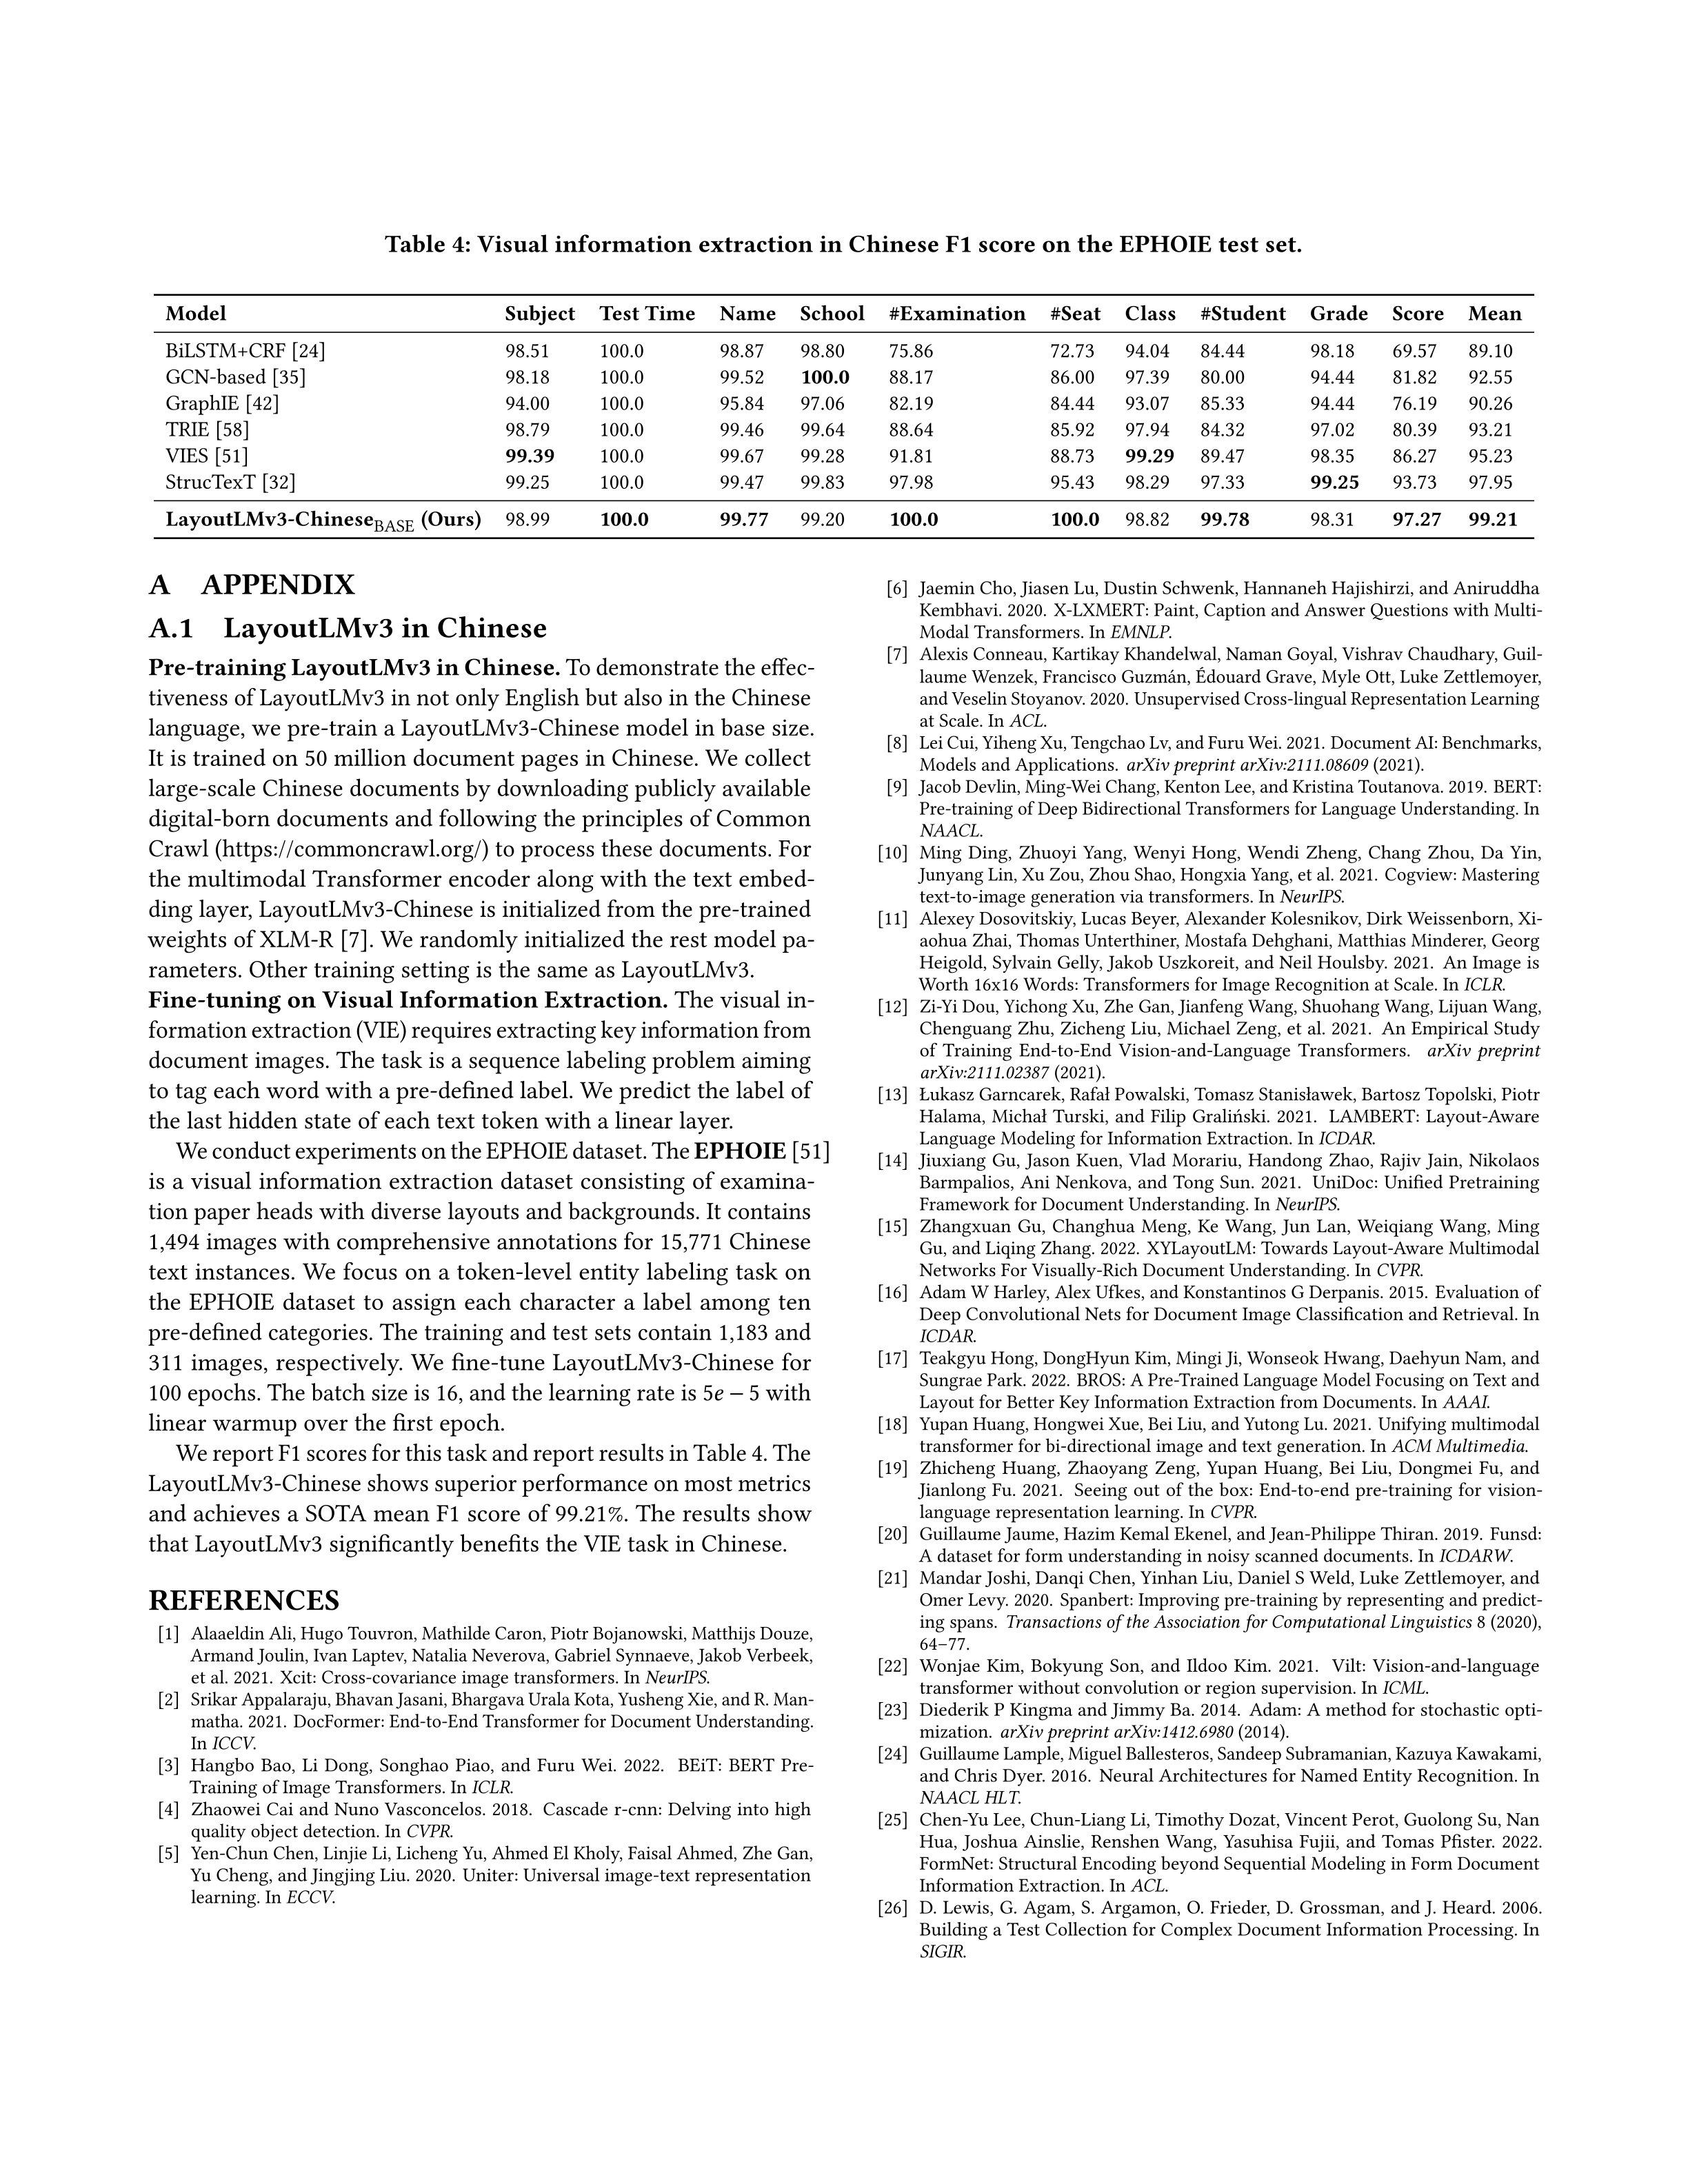 Table 4: Visual information extraction in Chinese F1 score on the EPHOIE test set.
Model Subject Test Time Name School #Examination #Seat Class #Student Grade Score Mean
BiLSTM+CRF [24] 98.51 100.0 98.87 98.80 75.86 72.73 94.04 84.44 98.18 69.57 89.10
GCN-based [35] 98.18 100.0 99.52 100.0 88.17 86.00 97.39 80.00 94.44 81.82 92.55
GraphIE [42] 94.00 100.0 95.84 97.06 82.19 84.44 93.07 85.33 94.44 76.19 90.26
TRIE [58] 98.79 100.0 99.46 99.64 88.64 85.92 97.94 84.32 97.02 80.39 93.21
VIES [51] 99.39 100.0 99.67 99.28 91.81 88.73 99.29 89.47 98.35 86.27 95.23
StrucTexT [32] 99.25 100.0 99.47 99.83 97.98 95.43 98.29 97.33 99.25 93.73 97.95
LayoutLMv3-ChineseBASE (Ours) 98.99 100.0 99.77 99.20 100.0 100.0 98.82 99.78 98.31 97.27 99.21
A APPENDIX
A.1 LayoutLMv3 in Chinese
Pre-training LayoutLMv3 in Chinese. To demonstrate the effec-
tiveness of LayoutLMv3 in not only English but also in the Chinese
language, we pre-train a LayoutLMv3-Chinese model in base size.
It is trained on 50 million document pages in Chinese. We collect
large-scale Chinese documents by downloading publicly available
digital-born documents and following the principles of Common
Crawl (https://commoncrawl.org/) to process these documents. For
the multimodal Transformer encoder along with the text embed-
ding layer, LayoutLMv3-Chinese is initialized from the pre-trained
weights of XLM-R [7]. We randomly initialized the rest model pa-
rameters. Other training setting is the same as LayoutLMv3.
Fine-tuning on Visual Information Extraction. The visual in-
formation extraction (VIE) requires extracting key information from
document images. The task is a sequence labeling problem aiming
to tag each word with a pre-defined label. We predict the label of
the last hidden state of each text token with a linear layer.
We conduct experiments on the EPHOIE dataset. The EPHOIE [51]
is a visual information extraction dataset consisting of examina-
tion paper heads with diverse layouts and backgrounds. It contains
1,494 images with comprehensive annotations for 15,771 Chinese
text instances. We focus on a token-level entity labeling task on
the EPHOIE dataset to assign each character a label among ten
pre-defined categories. The training and test sets contain 1,183 and
311 images, respectively. We fine-tune LayoutLMv3-Chinese for
100 epochs. The batch size is 16, and the learning rate is 5e − 5 with
linear warmup over the first epoch.
We report F1 scores for this task and report results in Table 4. The
LayoutLMv3-Chinese shows superior performance on most metrics
and achieves a SOTA mean F1 score of 99.21%. The results show
that LayoutLMv3 significantly benefits the VIE task in Chinese.
REFERENCES
[1] Alaaeldin Ali, Hugo Touvron, Mathilde Caron, Piotr Bojanowski, Matthijs Douze,
Armand Joulin, Ivan Laptev, Natalia Neverova, Gabriel Synnaeve, Jakob Verbeek,
et al. 2021. Xcit: Cross-covariance image transformers. In NeurIPS.
[2] Srikar Appalaraju, Bhavan Jasani, Bhargava Urala Kota, Yusheng Xie, and R. Man-
matha. 2021. DocFormer: End-to-End Transformer for Document Understanding.
In ICCV.
[3] Hangbo Bao, Li Dong, Songhao Piao, and Furu Wei. 2022. BEiT: BERT Pre-
Training of Image Transformers. In ICLR.
[4] Zhaowei Cai and Nuno Vasconcelos. 2018. Cascade r-cnn: Delving into high
quality object detection. In CVPR.
[5] Yen-Chun Chen, Linjie Li, Licheng Yu, Ahmed El Kholy, Faisal Ahmed, Zhe Gan,
Yu Cheng, and Jingjing Liu. 2020. Uniter: Universal image-text representation
learning. In ECCV.
[6] Jaemin Cho, Jiasen Lu, Dustin Schwenk, Hannaneh Hajishirzi, and Aniruddha
Kembhavi. 2020. X-LXMERT: Paint, Caption and Answer Questions with Multi-
Modal Transformers. In EMNLP.
[7] Alexis Conneau, Kartikay Khandelwal, Naman Goyal, Vishrav Chaudhary, Guil-
laume Wenzek, Francisco Guzmán, Édouard Grave, Myle Ott, Luke Zettlemoyer,
and Veselin Stoyanov. 2020. Unsupervised Cross-lingual Representation Learning
at Scale. In ACL.
[8] Lei Cui, Yiheng Xu, Tengchao Lv, and Furu Wei. 2021. Document AI: Benchmarks,
Models and Applications. arXiv preprint arXiv:2111.08609 (2021).
[9] Jacob Devlin, Ming-Wei Chang, Kenton Lee, and Kristina Toutanova. 2019. BERT:
Pre-training of Deep Bidirectional Transformers for Language Understanding. In
NAACL.
[10] Ming Ding, Zhuoyi Yang, Wenyi Hong, Wendi Zheng, Chang Zhou, Da Yin,
Junyang Lin, Xu Zou, Zhou Shao, Hongxia Yang, et al. 2021. Cogview: Mastering
text-to-image generation via transformers. In NeurIPS.
[11] Alexey Dosovitskiy, Lucas Beyer, Alexander Kolesnikov, Dirk Weissenborn, Xi-
aohua Zhai, Thomas Unterthiner, Mostafa Dehghani, Matthias Minderer, Georg
Heigold, Sylvain Gelly, Jakob Uszkoreit, and Neil Houlsby. 2021. An Image is
Worth 16x16 Words: Transformers for Image Recognition at Scale. In ICLR.
[12] Zi-Yi Dou, Yichong Xu, Zhe Gan, Jianfeng Wang, Shuohang Wang, Lijuan Wang,
Chenguang Zhu, Zicheng Liu, Michael Zeng, et al. 2021. An Empirical Study
of Training End-to-End Vision-and-Language Transformers. arXiv preprint
arXiv:2111.02387 (2021).
[13] Łukasz Garncarek, Rafał Powalski, Tomasz Stanisławek, Bartosz Topolski, Piotr
Halama, Michał Turski, and Filip Graliński. 2021. LAMBERT: Layout-Aware
Language Modeling for Information Extraction. In ICDAR.
[14] Jiuxiang Gu, Jason Kuen, Vlad Morariu, Handong Zhao, Rajiv Jain, Nikolaos
Barmpalios, Ani Nenkova, and Tong Sun. 2021. UniDoc: Unified Pretraining
Framework for Document Understanding. In NeurIPS.
[15] Zhangxuan Gu, Changhua Meng, Ke Wang, Jun Lan, Weiqiang Wang, Ming
Gu, and Liqing Zhang. 2022. XYLayoutLM: Towards Layout-Aware Multimodal
Networks For Visually-Rich Document Understanding. In CVPR.
[16] Adam W Harley, Alex Ufkes, and Konstantinos G Derpanis. 2015. Evaluation of
Deep Convolutional Nets for Document Image Classification and Retrieval. In
ICDAR.
[17] Teakgyu Hong, DongHyun Kim, Mingi Ji, Wonseok Hwang, Daehyun Nam, and
Sungrae Park. 2022. BROS: A Pre-Trained Language Model Focusing on Text and
Layout for Better Key Information Extraction from Documents. In AAAI.
[18] Yupan Huang, Hongwei Xue, Bei Liu, and Yutong Lu. 2021. Unifying multimodal
transformer for bi-directional image and text generation. In ACM Multimedia.
[19] Zhicheng Huang, Zhaoyang Zeng, Yupan Huang, Bei Liu, Dongmei Fu, and
Jianlong Fu. 2021. Seeing out of the box: End-to-end pre-training for vision-
language representation learning. In CVPR.
[20] Guillaume Jaume, Hazim Kemal Ekenel, and Jean-Philippe Thiran. 2019. Funsd:
A dataset for form understanding in noisy scanned documents. In ICDARW.
[21] Mandar Joshi, Danqi Chen, Yinhan Liu, Daniel S Weld, Luke Zettlemoyer, and
Omer Levy. 2020. Spanbert: Improving pre-training by representing and predict-
ing spans. Transactions of the Association for Computational Linguistics 8 (2020),
64–77.
[22] Wonjae Kim, Bokyung Son, and Ildoo Kim. 2021. Vilt: Vision-and-language
transformer without convolution or region supervision. In ICML.
[23] Diederik P Kingma and Jimmy Ba. 2014. Adam: A method for stochastic opti-
mization. arXiv preprint arXiv:1412.6980 (2014).
[24] Guillaume Lample, Miguel Ballesteros, Sandeep Subramanian, Kazuya Kawakami,
and Chris Dyer. 2016. Neural Architectures for Named Entity Recognition. In
NAACL HLT.
[25] Chen-Yu Lee, Chun-Liang Li, Timothy Dozat, Vincent Perot, Guolong Su, Nan
Hua, Joshua Ainslie, Renshen Wang, Yasuhisa Fujii, and Tomas Pfister. 2022.
FormNet: Structural Encoding beyond Sequential Modeling in Form Document
Information Extraction. In ACL.
[26] D. Lewis, G. Agam, S. Argamon, O. Frieder, D. Grossman, and J. Heard. 2006.
Building a Test Collection for Complex Document Information Processing. In
SIGIR.